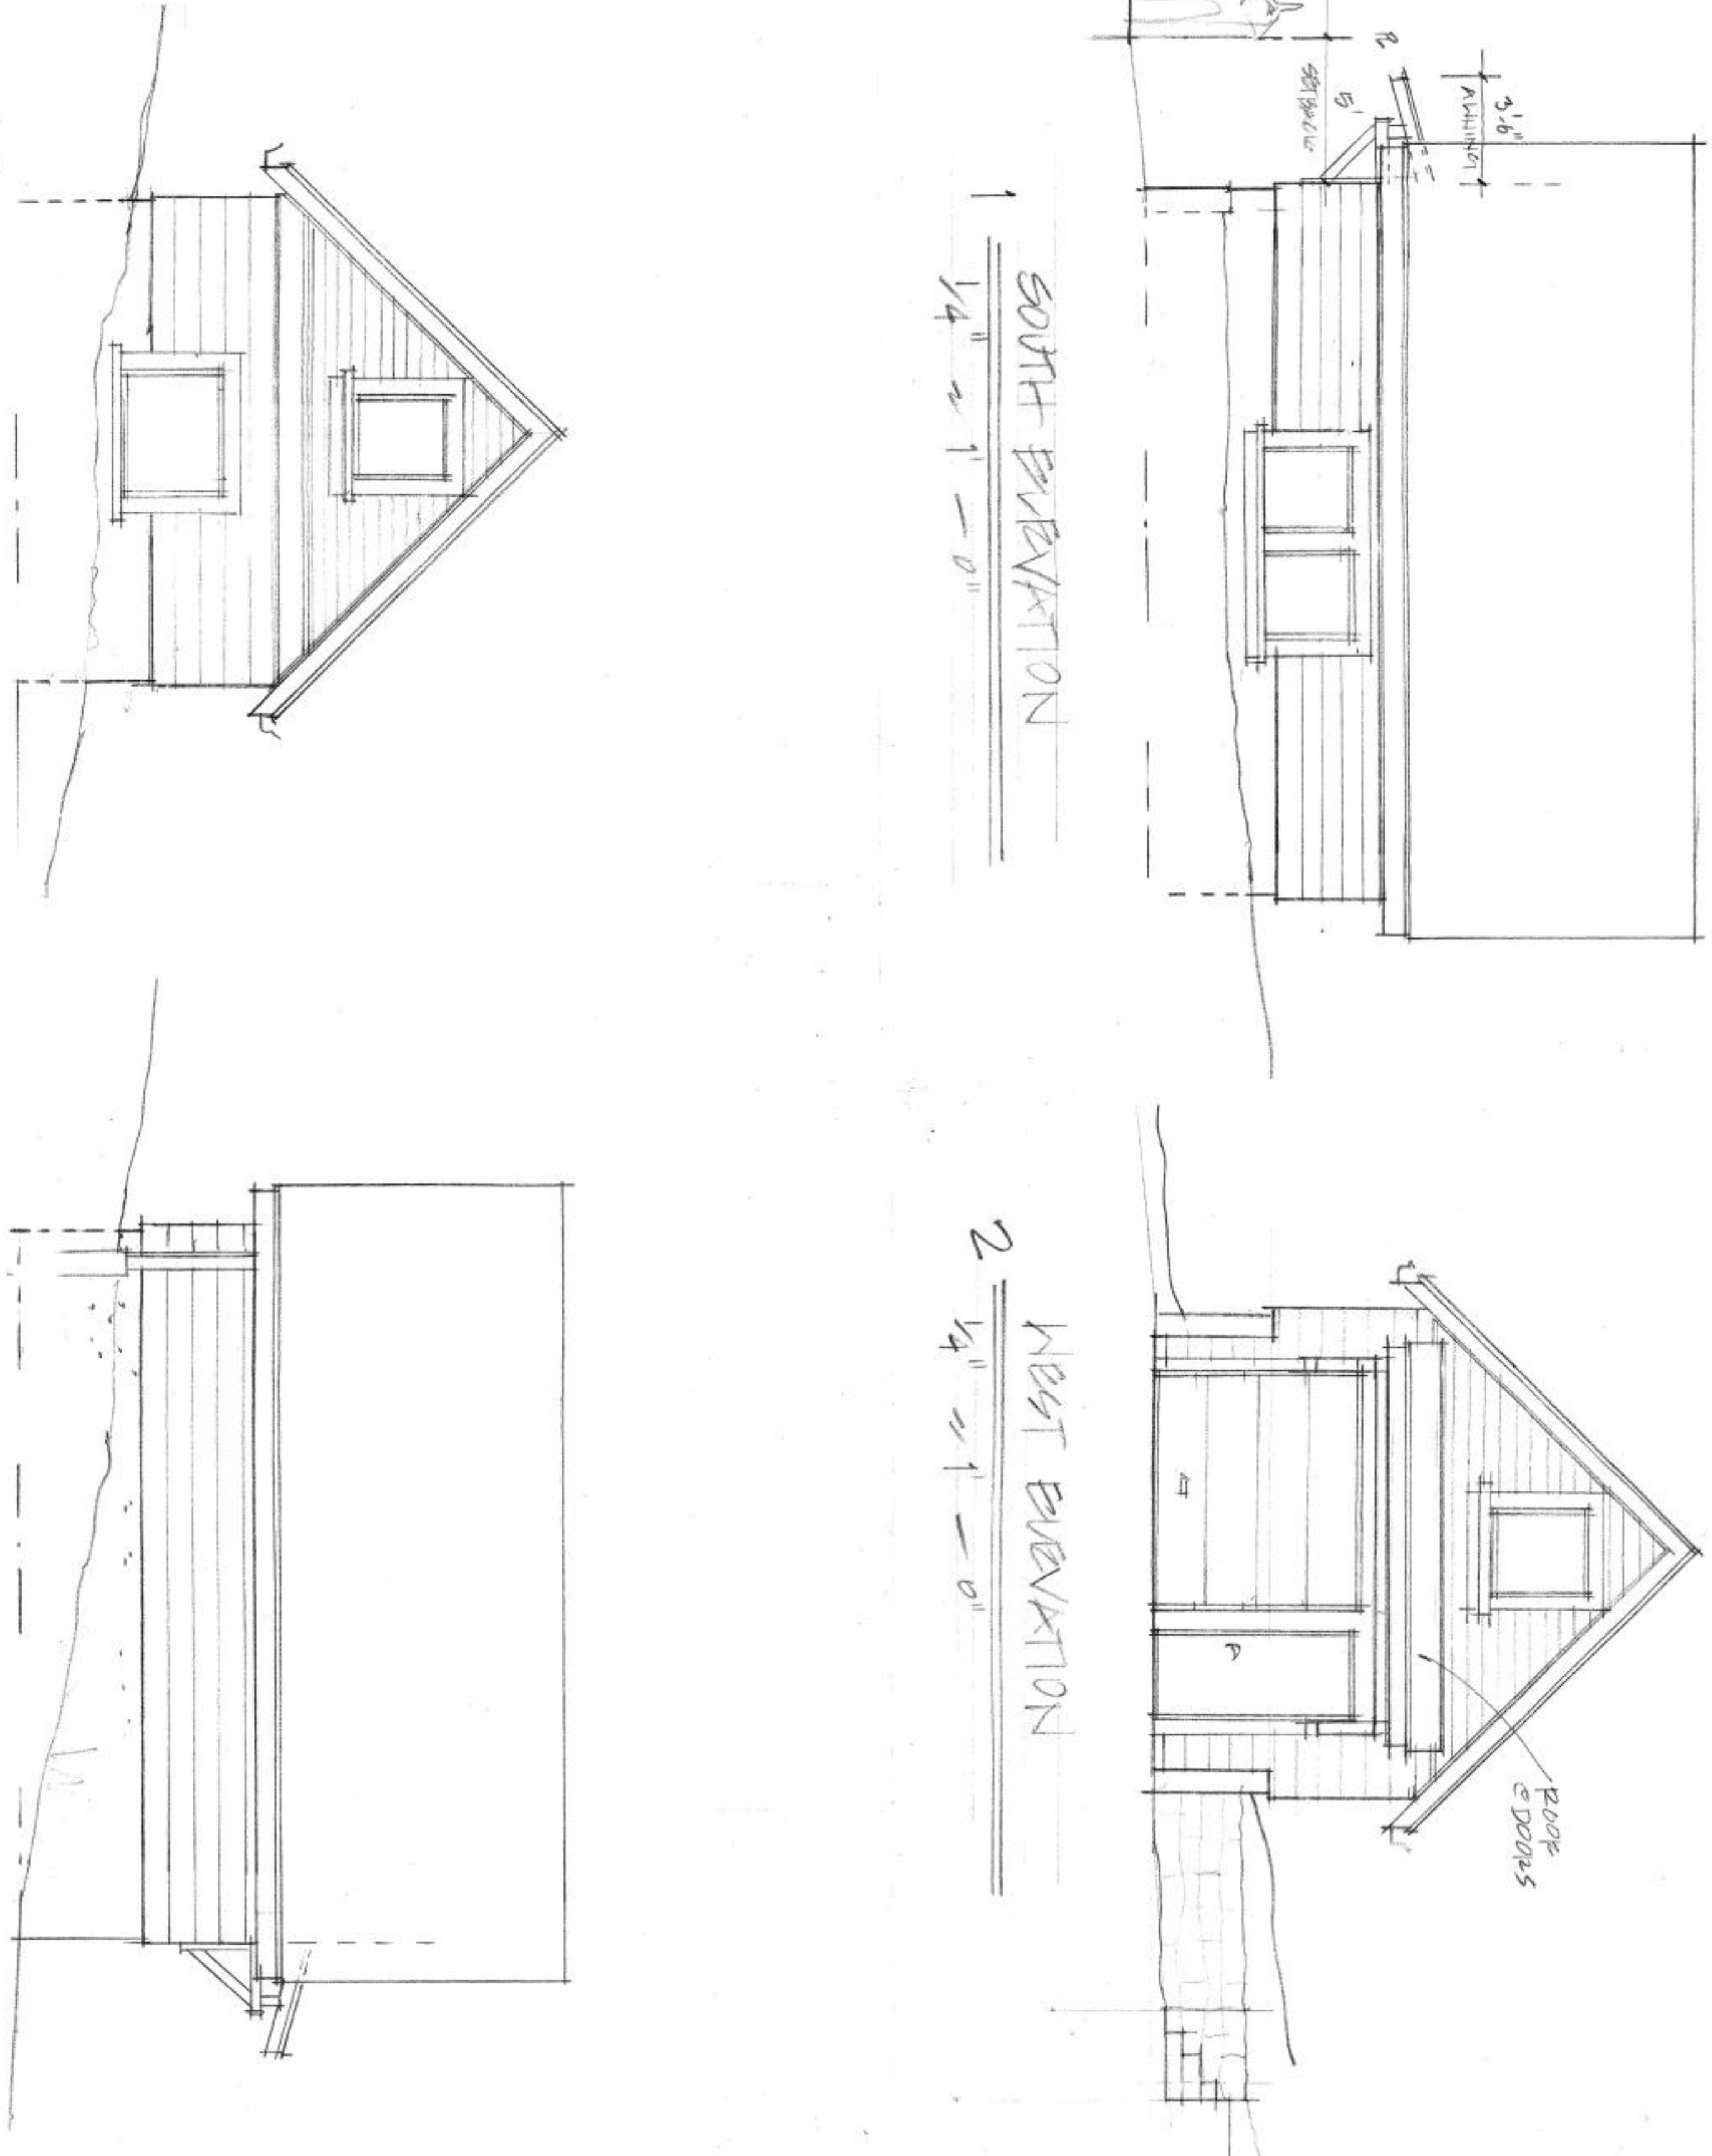 3'-6"
AWNING
PL
5'
SETBACK
1 SOUTH ELEVATION
1/4" = 1' - 0"
ROOF
@ DOORS
2 WEST ELEVATION
1/4" = 1' - 0"